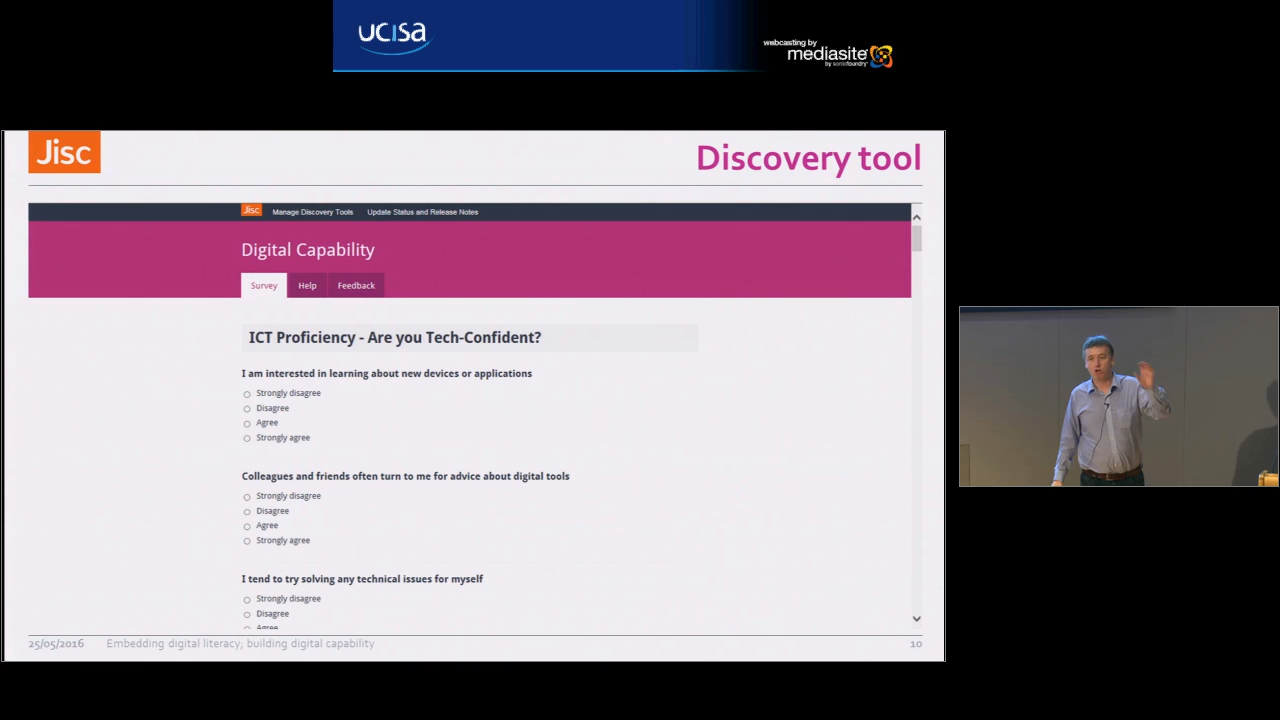 ucisa
webcasting by
mediasite
by sonicfoundry
Jisc
Discovery tool
Jisc Manage Discovery Tools Update Status and Release Notes
Digital Capability
Survey Help Feedback
ICT Proficiency - Are you Tech-Confident?
I am interested in learning about new devices or applications
Strongly disagree
Disagree
Agree
Strongly agree
Colleagues and friends often turn to me for advice about digital tools
Strongly disagree
Disagree
Agree
Strongly agree
I tend to try solving any technical issues for myself
Strongly disagree
Disagree
Agree
25/05/2016 Embedding digital literacy; building digital capability 10